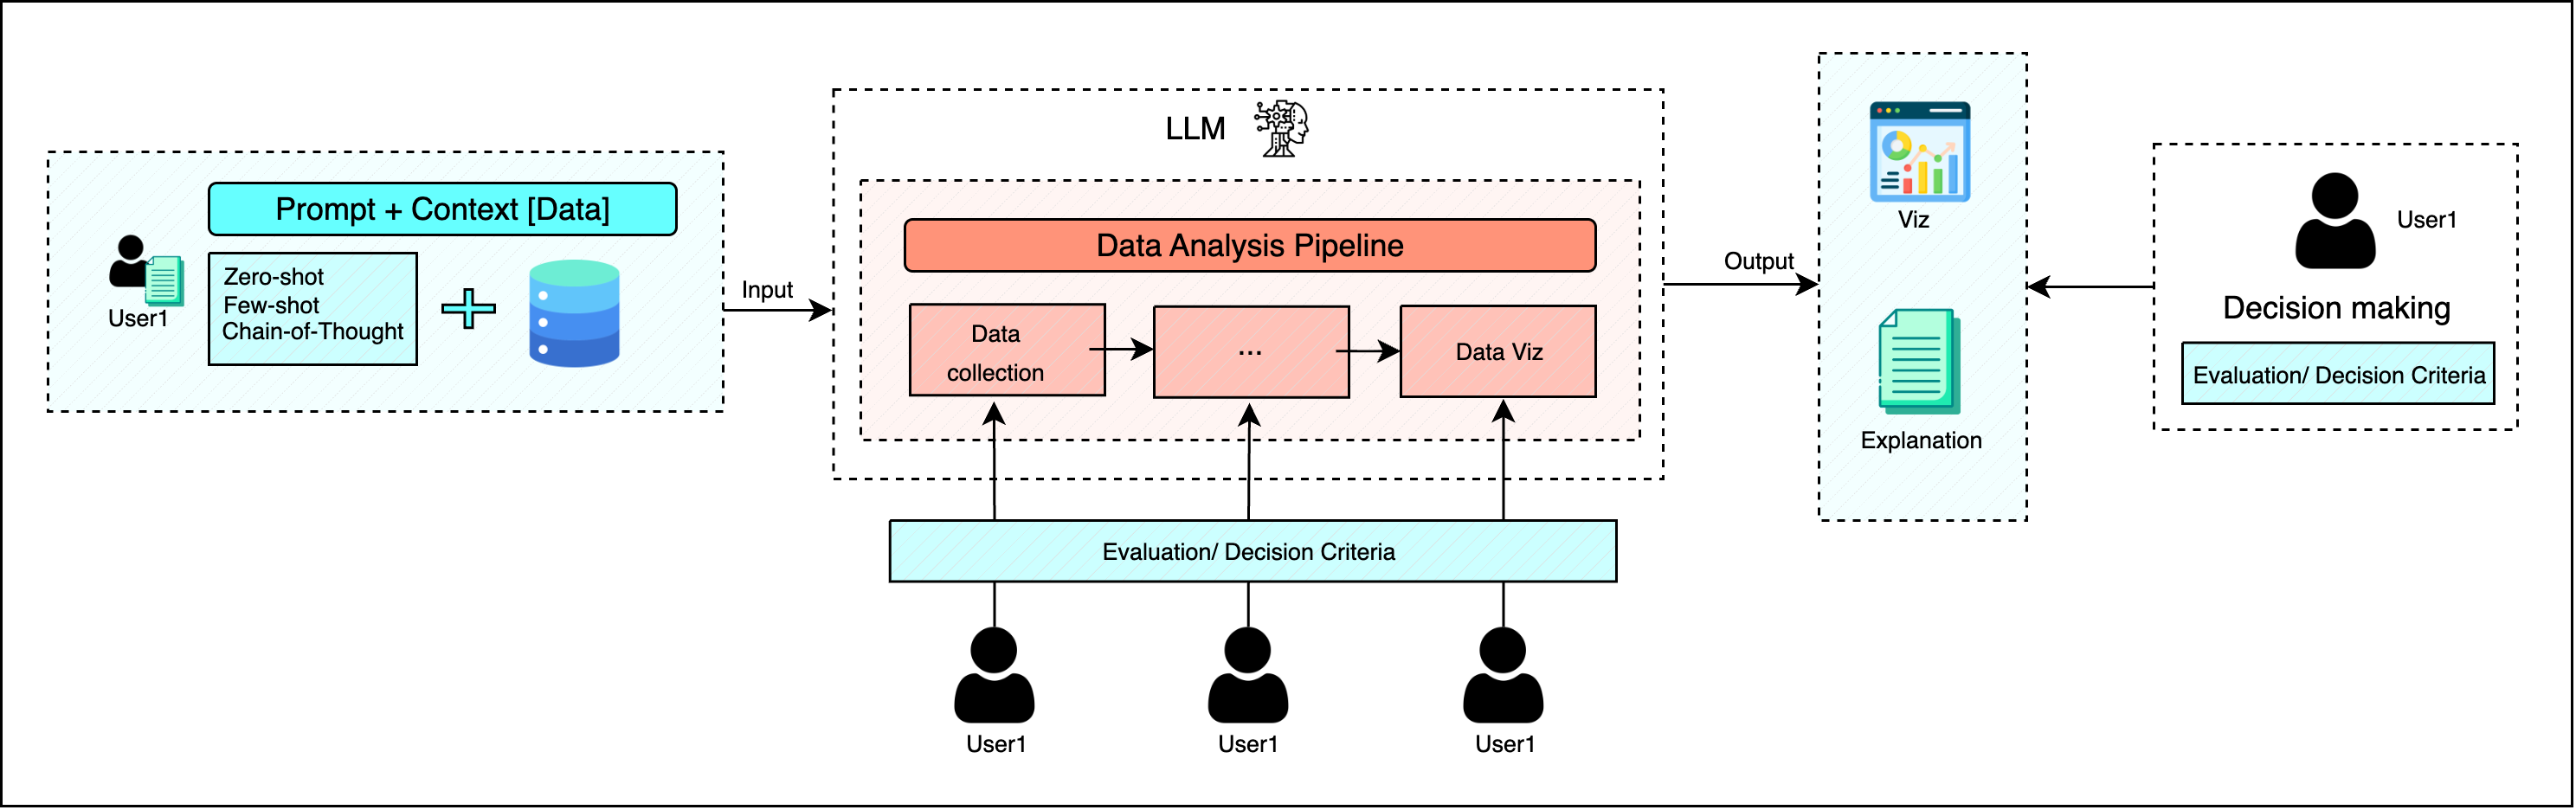 Prompt + Context [Data]
Zero-shot
Few-shot
Chain-of-Thought
User1
Input
LLM
Data Analysis Pipeline
Data
collection
...
Data Viz
Evaluation/ Decision Criteria
User1
User1
User1
Output
Viz
Explanation
User1
Decision making
Evaluation/ Decision Criteria